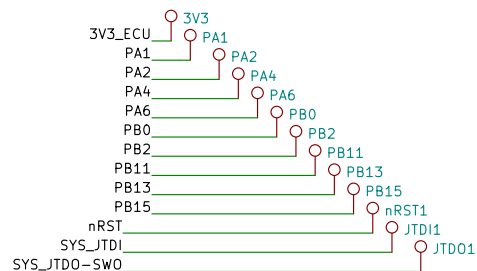 3V3
3V3_ECU
PA1
PA1
PA2
PA2
PA4
PA4
PA6
PA6
PB0
PB0
PB2
PB2
PB11
PB11
PB13
PB13
PB15
PB15
nRST1
nRST
JTDI1
SYS_JTDI
JTDO1
SYS_JTDO-SWO